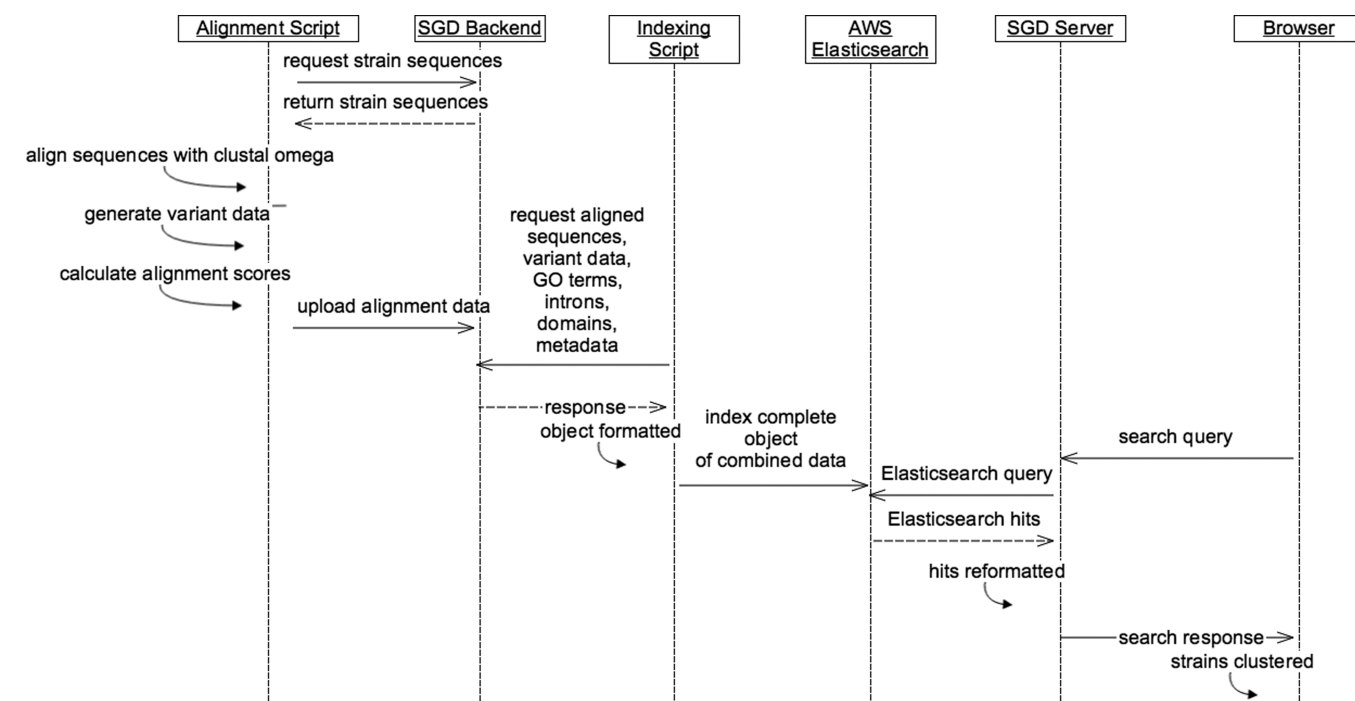 Alignment Script
SGD Backend
Indexing
Script
AWS
Elasticsearch
SGD Server
Browser
request strain sequences
return strain sequences
align sequences with clustal omega
generate variant data
calculate alignment scores
upload alignment data
request aligned
sequences,
variant data,
GO terms,
introns,
domains,
metadata
response
object formatted
index complete
object
of combined data
search query
Elasticsearch query
Elasticsearch hits
hits reformatted
search response
strains clustered